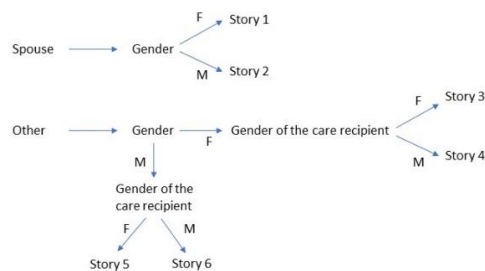 F Story 1
Spouse Gender
M Story 2
F Story 3
Other Gender F Gender of the care recipient
M Story 4
M
Gender of the
care recipient
F M
Story 5 Story 6